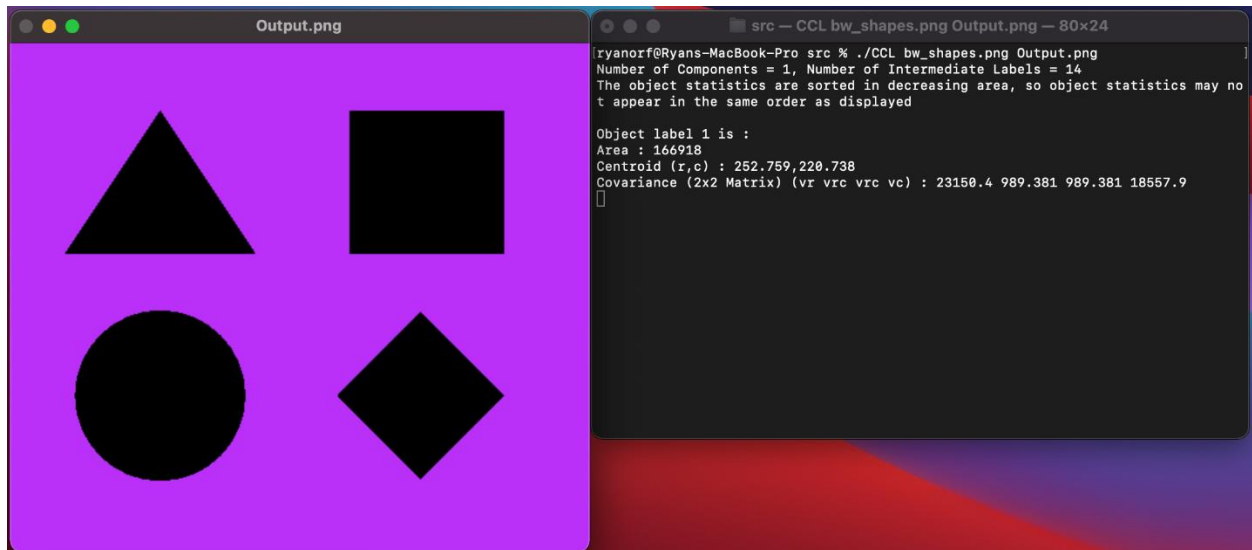 Output.png
src — CCL bw_shapes.png Output.png — 80×24
[ryanorf@Ryans-MacBook-Pro src % ./CCL bw_shapes.png Output.png ]
Number of Components = 1, Number of Intermediate Labels = 14
The object statistics are sorted in decreasing area, so object statistics may no
t appear in the same order as displayed
Object label 1 is :
Area : 166918
Centroid (r,c) : 252.759,220.738
Covariance (2x2 Matrix) (vr vrc vrc vc) : 23150.4 989.381 989.381 18557.9